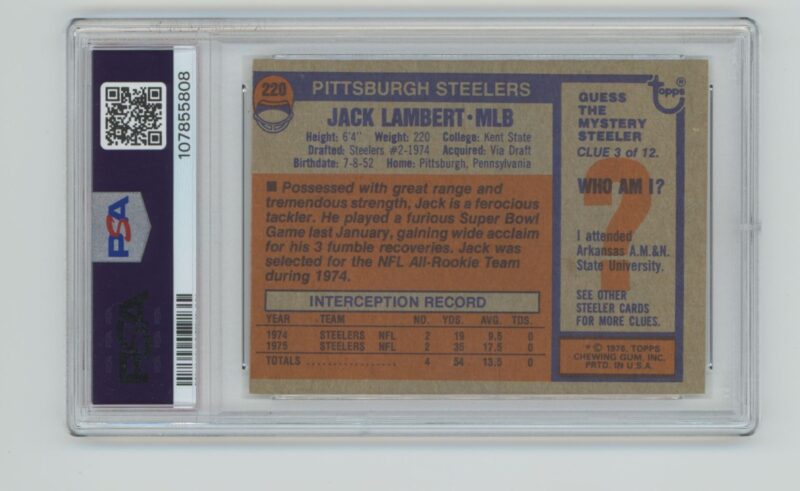 107855808
PSA
PSA
220
PITTSBURGH STEELERS
JACK LAMBERT·MLB
Height: 6'4" Weight: 220 College: Kent State
Drafted: Steelers #2-1974 Acquired: Via Draft
Birthdate: 7-8-52 Home: Pittsburgh, Pennsylvania
■ Possessed with great range and
tremendous strength, Jack is a ferocious
tackler. He played a furious Super Bowl
Game last January, gaining wide acclaim
for his 3 fumble recoveries. Jack was
selected for the NFL All-Rookie Team
during 1974.
INTERCEPTION RECORD
YEAR TEAM NO. YDS. AVG. TDS.
1974 STEELERS NFL 2 19 9.5 0
1975 STEELERS NFL 2 35 17.5 0
TOTALS 4 54 13.5 0
topps®
GUESS
THE
MYSTERY
STEELER
CLUE 3 of 12.
WHO AM I?
?
I attended
Arkansas A.M.&N.
State University.
SEE OTHER
STEELER CARDS
FOR MORE CLUES.
* © 1976, TOPPS
CHEWING GUM, INC.
PRTD. IN U.S.A.